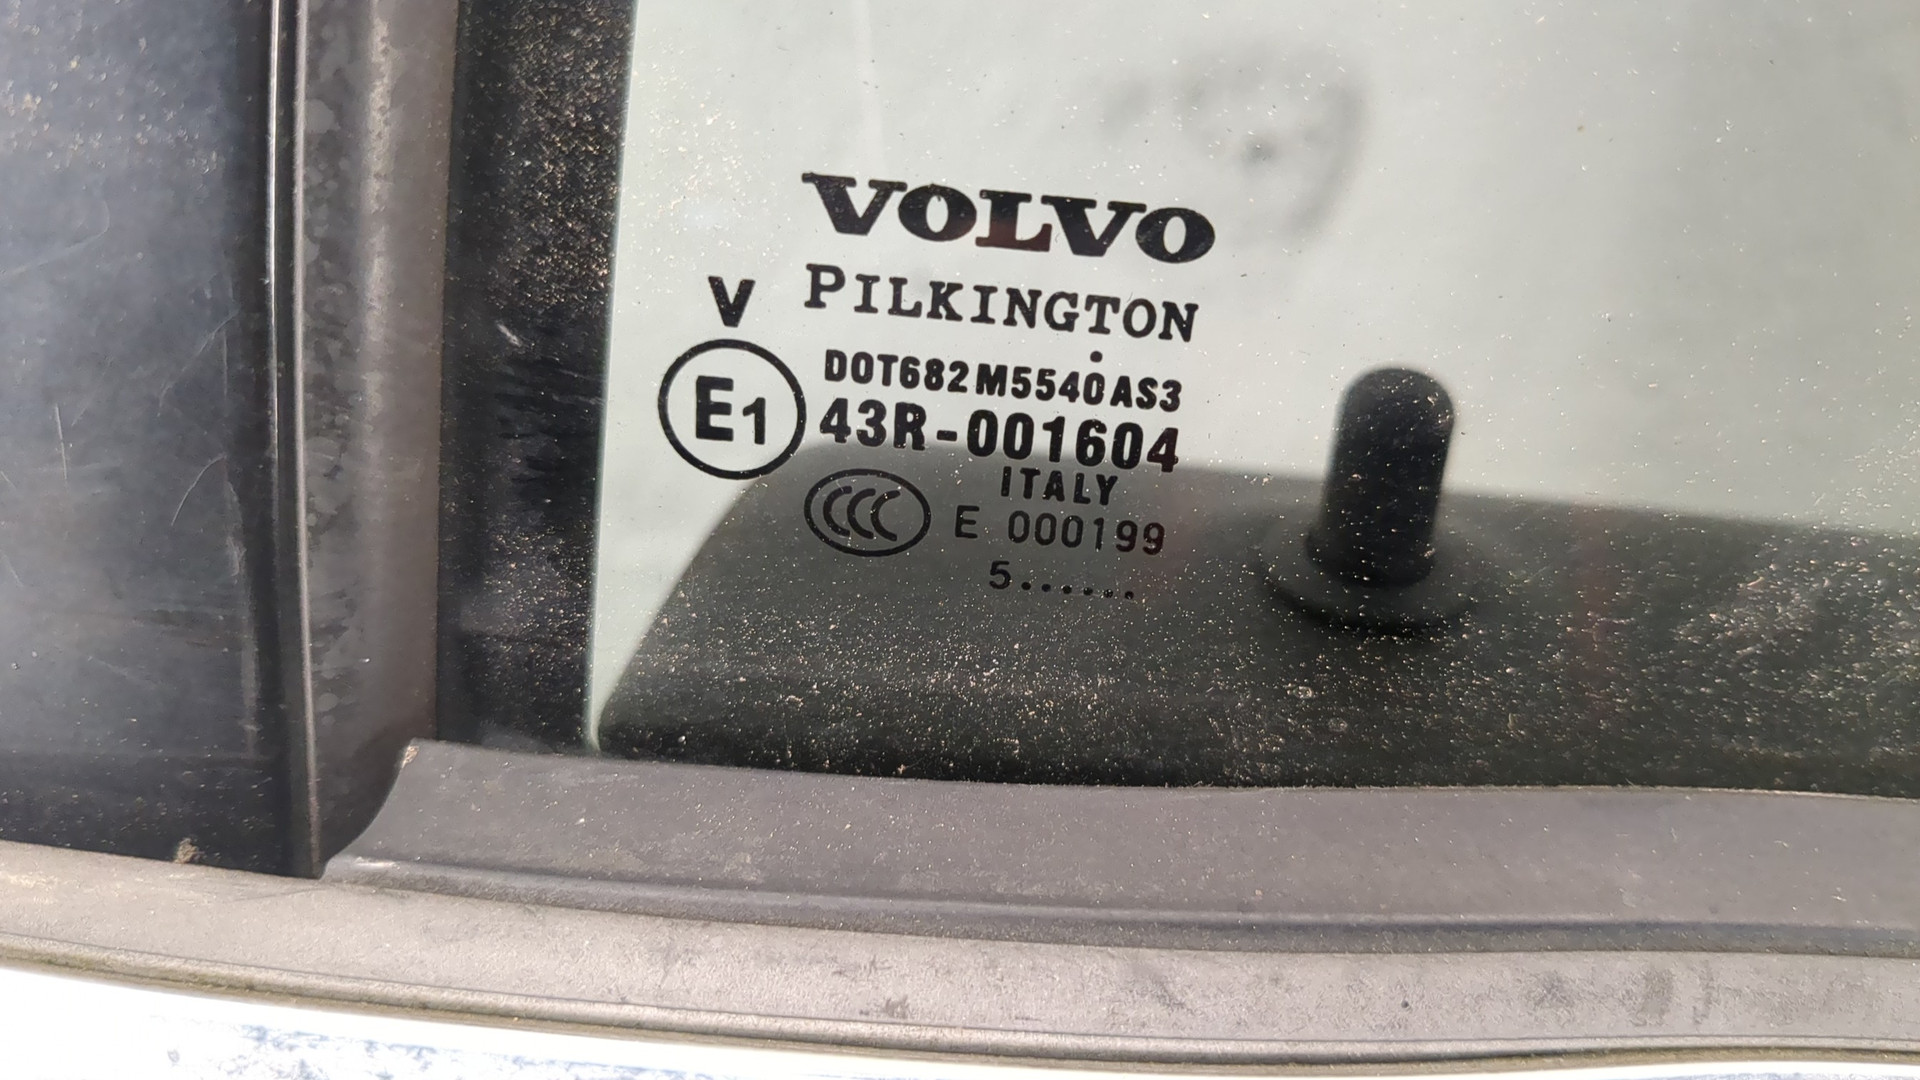 VOLVO
PILKINGTON
V
DOT682 M5540 AS3
E1 43R-001604
ITALY
CCC E 000199
5......